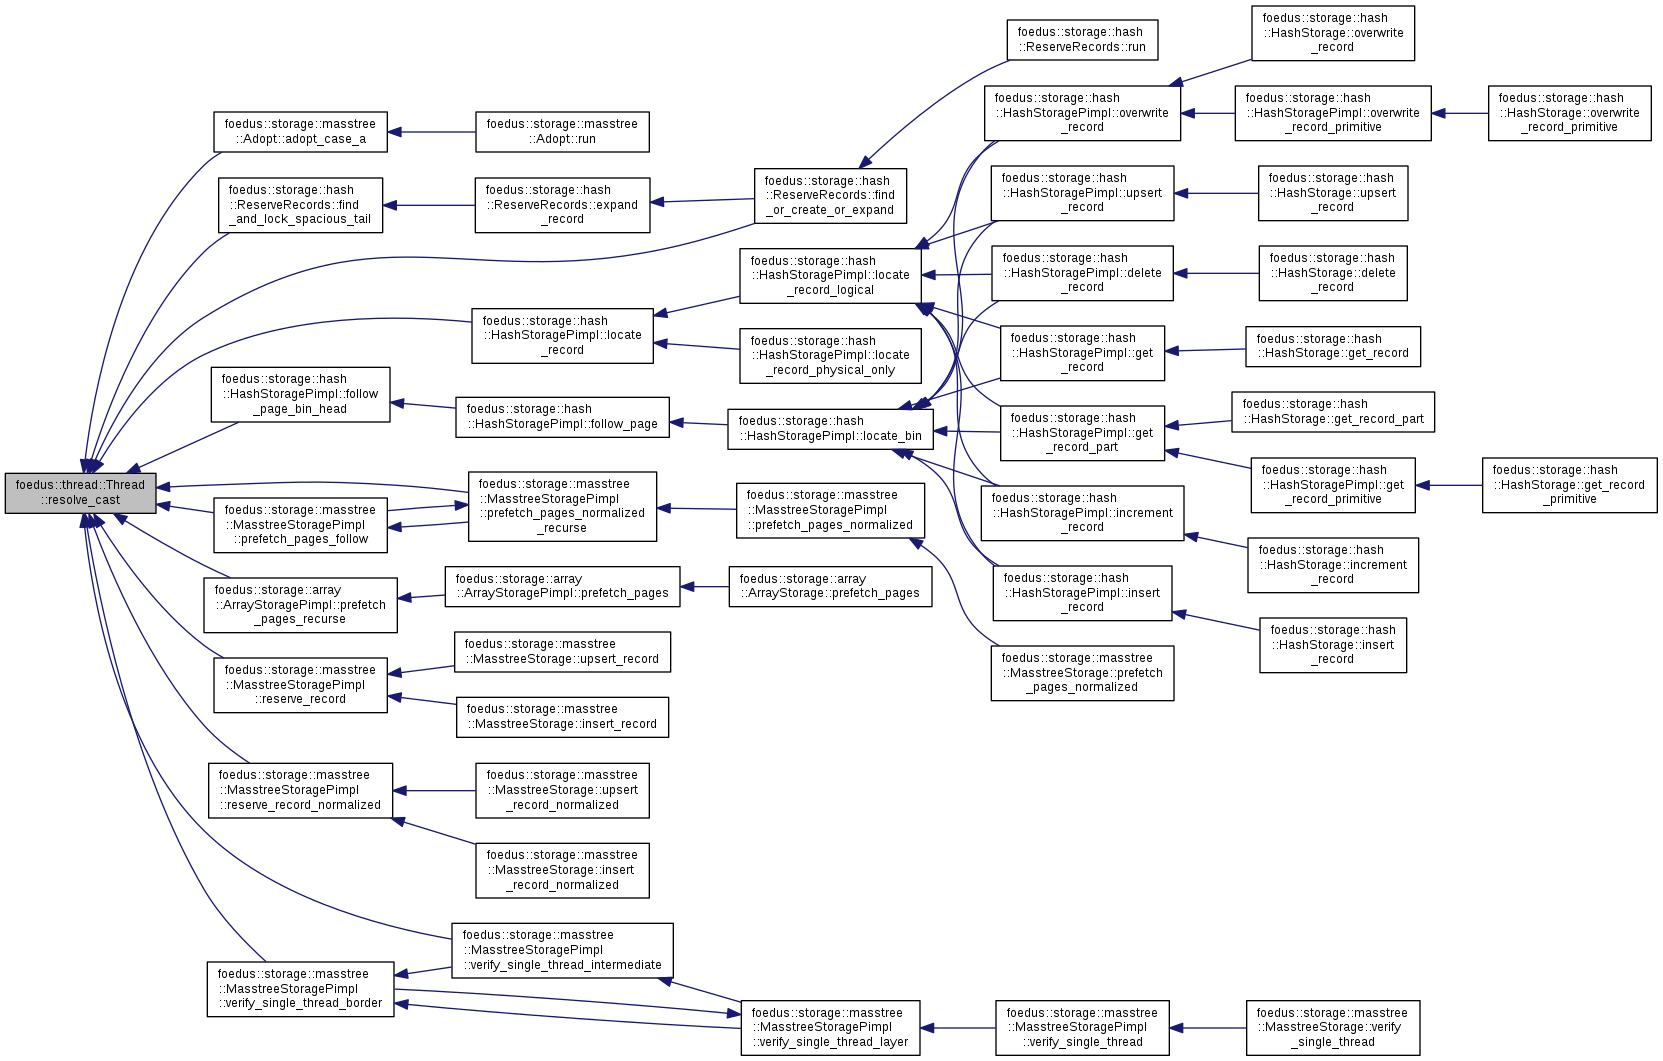 foedus::thread::Thread
::resolve_cast
foedus::storage::masstree
::Adopt::adopt_case_a
foedus::storage::masstree
::Adopt::run
foedus::storage::hash
::ReserveRecords::find
_and_lock_spacious_tail
foedus::storage::hash
::ReserveRecords::expand
_record
foedus::storage::hash
::ReserveRecords::find
_or_create_or_expand
foedus::storage::hash
::ReserveRecords::run
foedus::storage::hash
::HashStoragePimpl::locate
_record
foedus::storage::hash
::HashStoragePimpl::locate
_record_logical
foedus::storage::hash
::HashStoragePimpl::locate
_record_physical_only
foedus::storage::hash
::HashStoragePimpl::overwrite
_record
foedus::storage::hash
::HashStorage::overwrite
_record
foedus::storage::hash
::HashStoragePimpl::overwrite
_record_primitive
foedus::storage::hash
::HashStorage::overwrite
_record_primitive
foedus::storage::hash
::HashStoragePimpl::upsert
_record
foedus::storage::hash
::HashStorage::upsert
_record
foedus::storage::hash
::HashStoragePimpl::delete
_record
foedus::storage::hash
::HashStorage::delete
_record
foedus::storage::hash
::HashStoragePimpl::get
_record
foedus::storage::hash
::HashStorage::get_record
foedus::storage::hash
::HashStoragePimpl::get
_record_part
foedus::storage::hash
::HashStorage::get_record_part
foedus::storage::hash
::HashStoragePimpl::get
_record_primitive
foedus::storage::hash
::HashStorage::get_record
_primitive
foedus::storage::hash
::HashStoragePimpl::increment
_record
foedus::storage::hash
::HashStorage::increment
_record
foedus::storage::hash
::HashStoragePimpl::insert
_record
foedus::storage::hash
::HashStorage::insert
_record
foedus::storage::hash
::HashStoragePimpl::follow
_page_bin_head
foedus::storage::hash
::HashStoragePimpl::follow_page
foedus::storage::hash
::HashStoragePimpl::locate_bin
foedus::storage::masstree
::MasstreeStoragePimpl
::prefetch_pages_follow
foedus::storage::masstree
::MasstreeStoragePimpl
::prefetch_pages_normalized
_recurse
foedus::storage::masstree
::MasstreeStoragePimpl
::prefetch_pages_normalized
foedus::storage::masstree
::MasstreeStorage::prefetch
_pages_normalized
foedus::storage::array
::ArrayStoragePimpl::prefetch
_pages_recurse
foedus::storage::array
::ArrayStoragePimpl::prefetch_pages
foedus::storage::array
::ArrayStorage::prefetch_pages
foedus::storage::masstree
::MasstreeStoragePimpl
::reserve_record
foedus::storage::masstree
::MasstreeStorage::upsert_record
foedus::storage::masstree
::MasstreeStorage::insert_record
foedus::storage::masstree
::MasstreeStoragePimpl
::reserve_record_normalized
foedus::storage::masstree
::MasstreeStorage::upsert
_record_normalized
foedus::storage::masstree
::MasstreeStorage::insert
_record_normalized
foedus::storage::masstree
::MasstreeStoragePimpl
::verify_single_thread_border
foedus::storage::masstree
::MasstreeStoragePimpl
::verify_single_thread_intermediate
foedus::storage::masstree
::MasstreeStoragePimpl
::verify_single_thread_layer
foedus::storage::masstree
::MasstreeStoragePimpl
::verify_single_thread
foedus::storage::masstree
::MasstreeStorage::verify
_single_thread